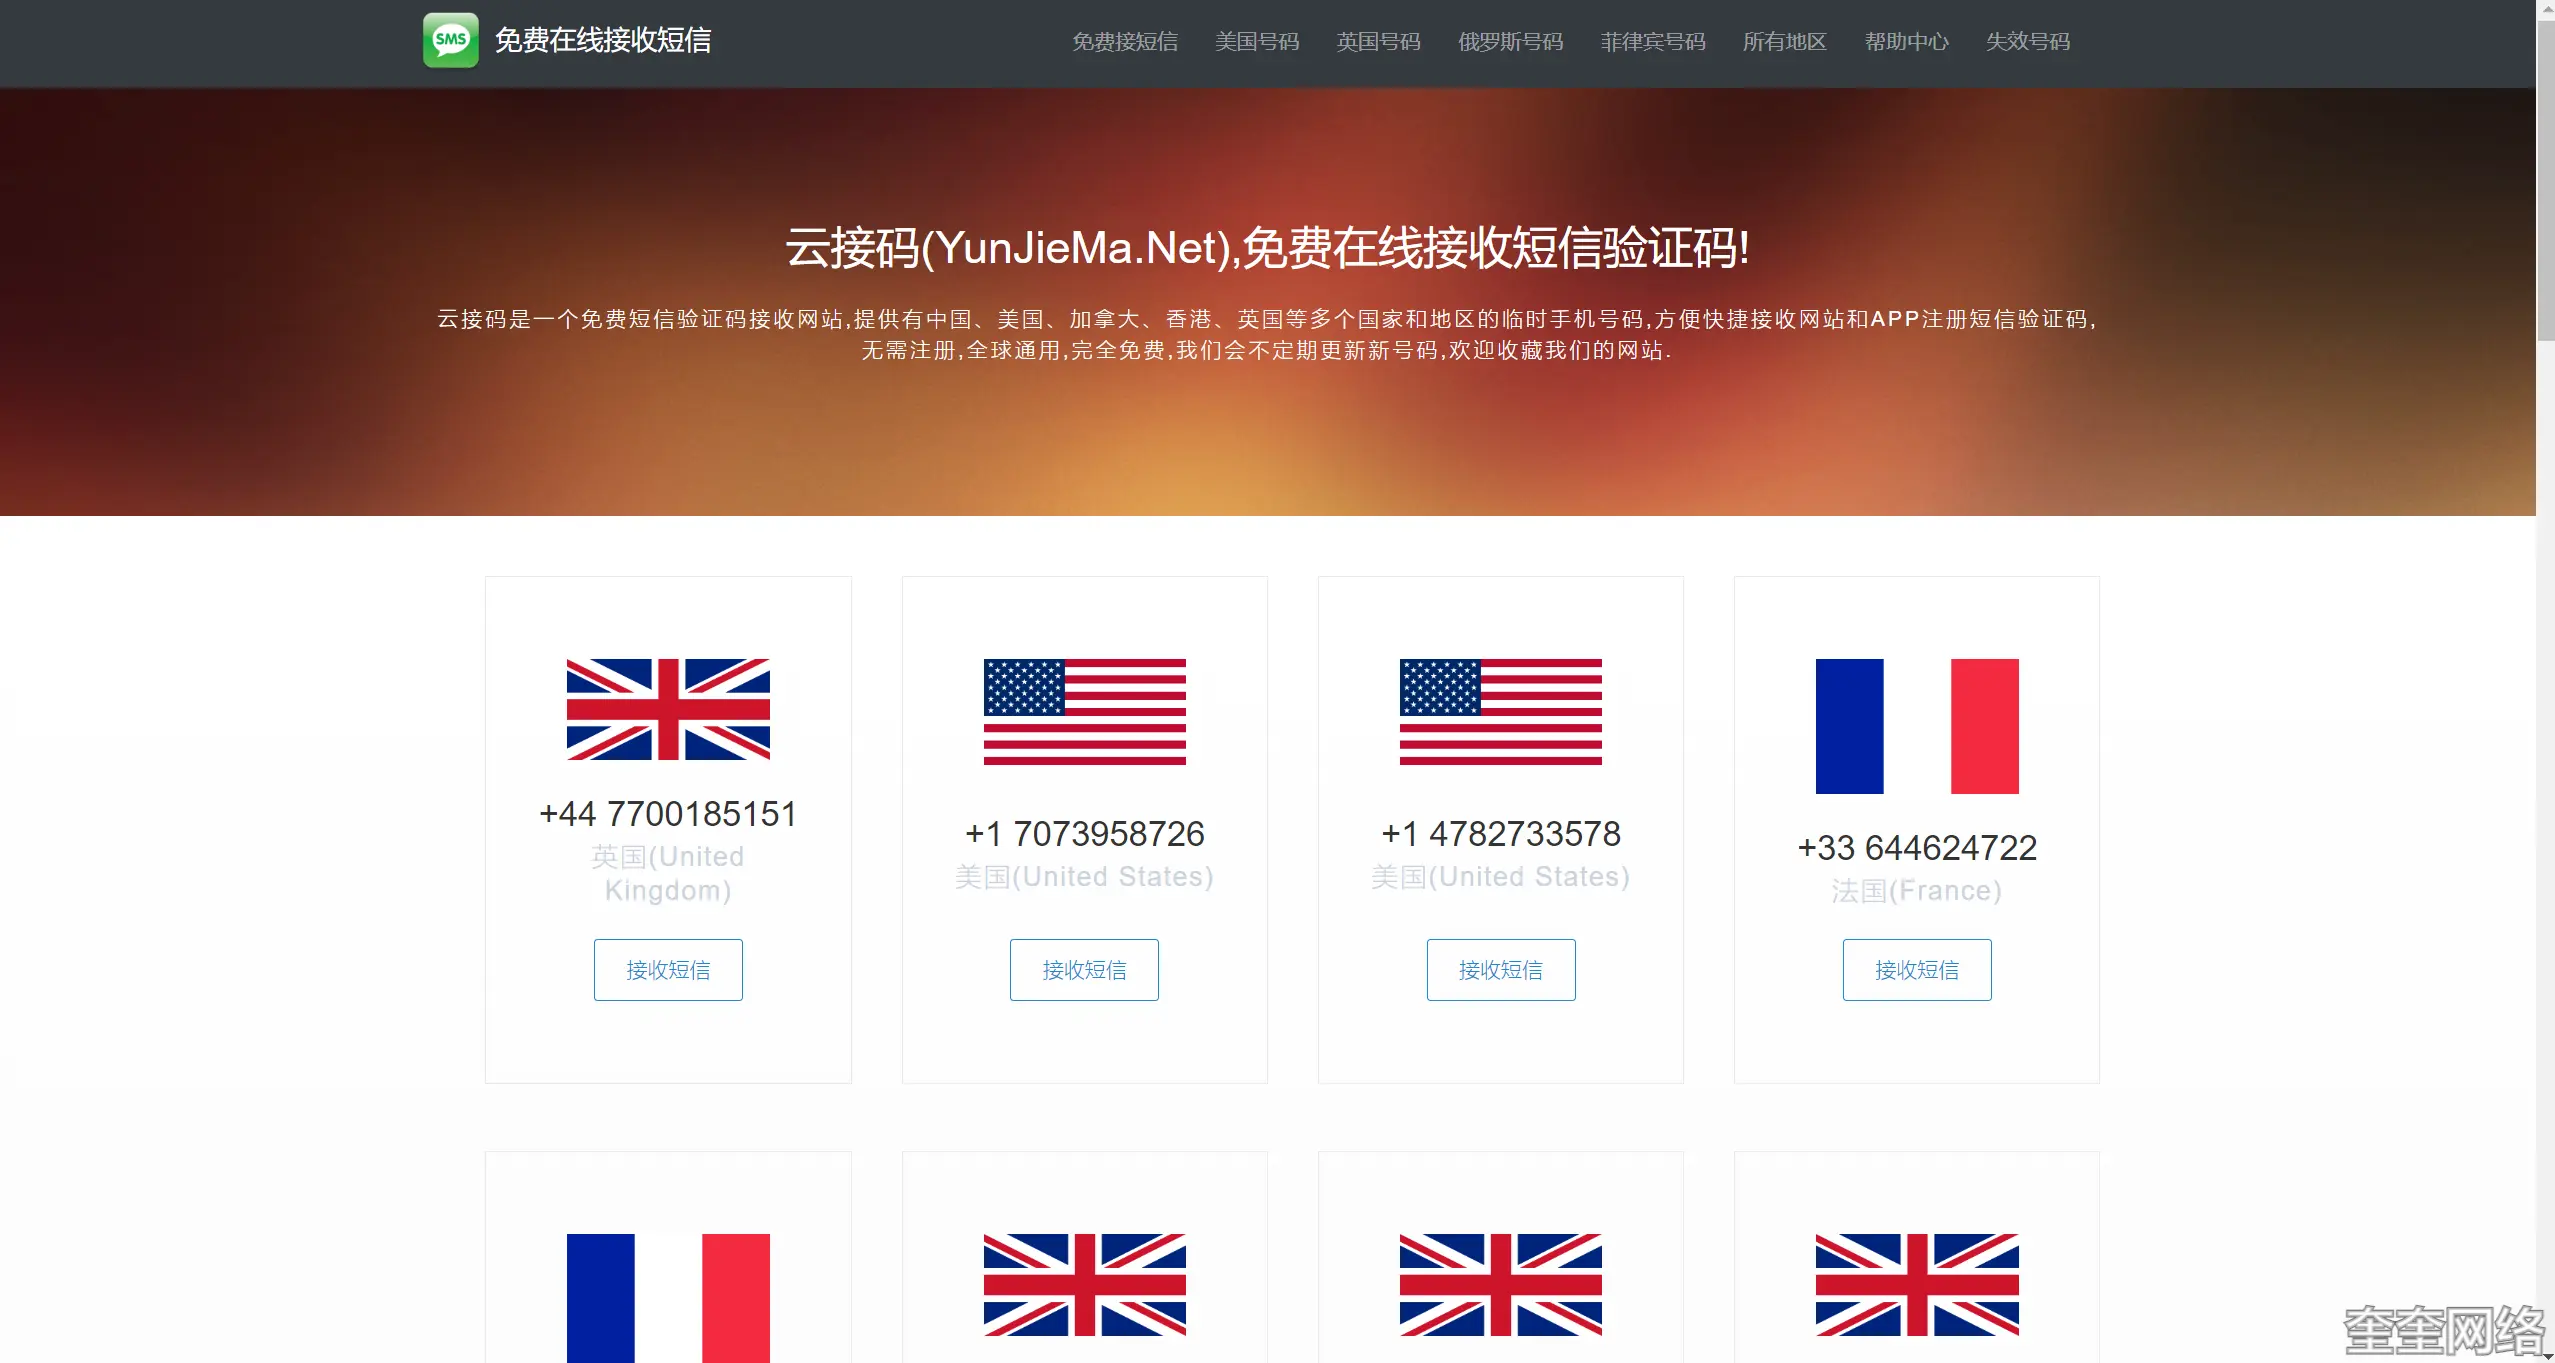 SMS 免费在线接收短信
免费接短信 美国号码 英国号码 俄罗斯号码 菲律宾号码 所有地区 帮助中心 失效号码
云接码(YunJieMa.Net),免费在线接收短信验证码!
云接码是一个免费短信验证码接收网站,提供有中国、美国、加拿大、香港、英国等多个国家和地区的临时手机号码,方便快捷接收网站和APP注册短信验证码,
无需注册,全球通用,完全免费,我们会不定期更新新号码,欢迎收藏我们的网站.
+44 7700185151
英国(United
Kingdom)
接收短信
+1 7073958726
美国(United States)
接收短信
+1 4782733578
美国(United States)
接收短信
+33 644624722
法国(France)
接收短信
奎奎网络